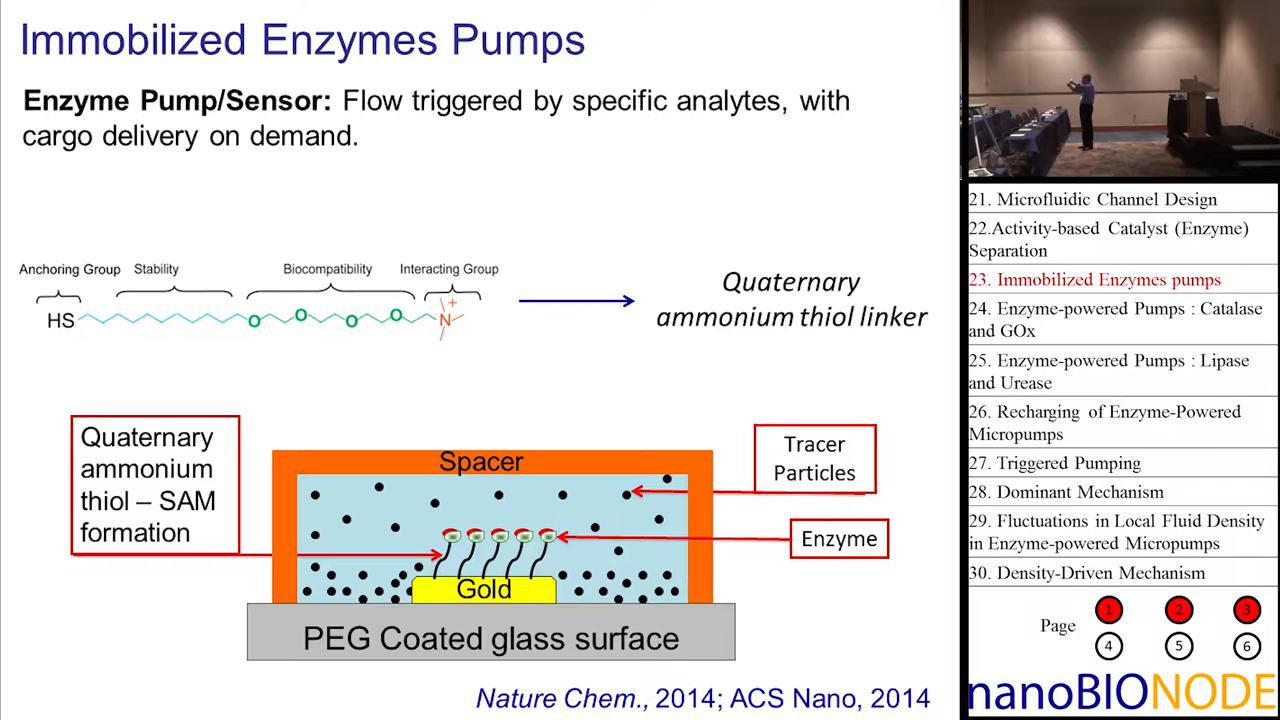 Immobilized Enzymes Pumps
Enzyme Pump/Sensor: Flow triggered by specific analytes, with
cargo delivery on demand.
Anchoring Group Stability Biocompatibility Interacting Group
HS O O O O N +
Quaternary
ammonium thiol linker
Quaternary
ammonium
thiol – SAM
formation
Spacer
Tracer
Particles
Enzyme
Gold
PEG Coated glass surface
Nature Chem., 2014; ACS Nano, 2014
21. Microfluidic Channel Design
22.Activity-based Catalyst (Enzyme)
Separation
23. Immobilized Enzymes pumps
24. Enzyme-powered Pumps : Catalase
and GOx
25. Enzyme-powered Pumps : Lipase
and Urease
26. Recharging of Enzyme-Powered
Micropumps
27. Triggered Pumping
28. Dominant Mechanism
29. Fluctuations in Local Fluid Density
in Enzyme-powered Micropumps
30. Density-Driven Mechanism
Page 1 2 3
4 5 6
nanoBIONODE